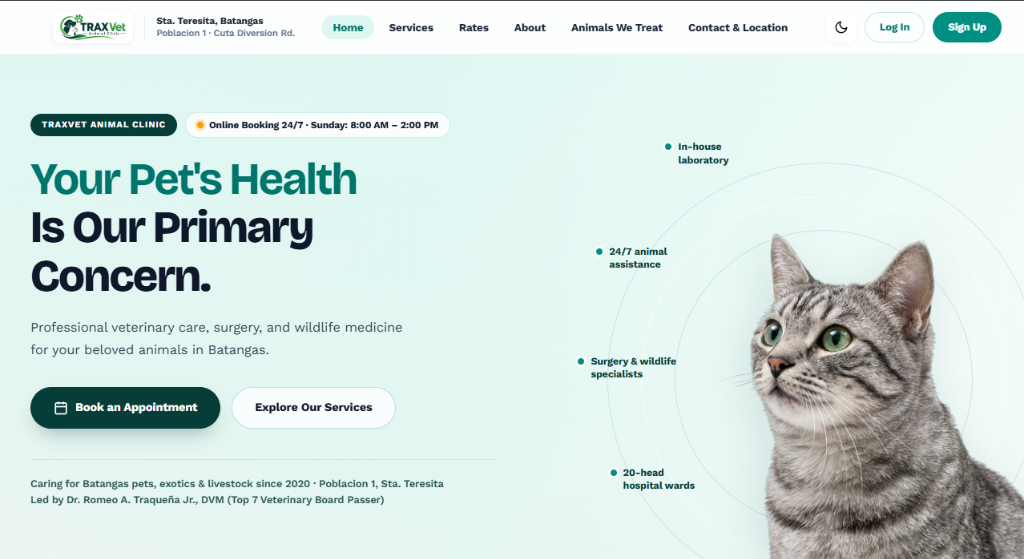 TRAXVet
Animal Clinic
Sta. Teresita, Batangas
Poblacion 1 · Cuta Diversion Rd.
Home
Services
Rates
About
Animals We Treat
Contact & Location
Log In
Sign Up
TRAXVET ANIMAL CLINIC
Online Booking 24/7 · Sunday: 8:00 AM – 2:00 PM
Your Pet's Health
Is Our Primary
Concern.
Professional veterinary care, surgery, and wildlife medicine
for your beloved animals in Batangas.
Book an Appointment
Explore Our Services
Caring for Batangas pets, exotics & livestock since 2020 · Poblacion 1, Sta. Teresita
Led by Dr. Romeo A. Traqueña Jr., DVM (Top 7 Veterinary Board Passer)
In-house
laboratory
24/7 animal
assistance
Surgery & wildlife
specialists
20-head
hospital wards